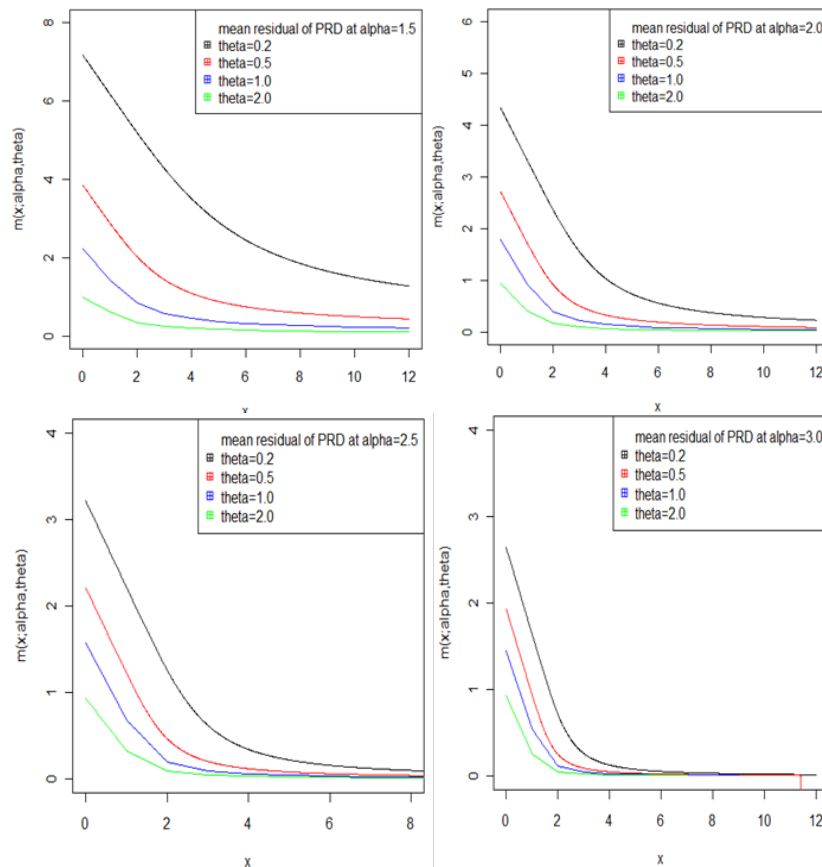 mean residual of PRD at alpha=1.5
theta=0.2
theta=0.5
theta=1.0
theta=2.0
m(x;alpha,theta)
8
6
4
2
0
0 2 4 6 8 10 12
x
mean residual of PRD at alpha=2.0
theta=0.2
theta=0.5
theta=1.0
theta=2.0
m(x;alpha,theta)
6
5
4
3
2
1
0
0 2 4 6 8 10 12
x
mean residual of PRD at alpha=2.5
theta=0.2
theta=0.5
theta=1.0
theta=2.0
m(x;alpha,theta)
4
3
2
1
0
0 2 4 6 8
x
mean residual of PRD at alpha=3.0
theta=0.2
theta=0.5
theta=1.0
theta=2.0
m(x;alpha,theta)
4
3
2
1
0
0 2 4 6 8 10 12
x